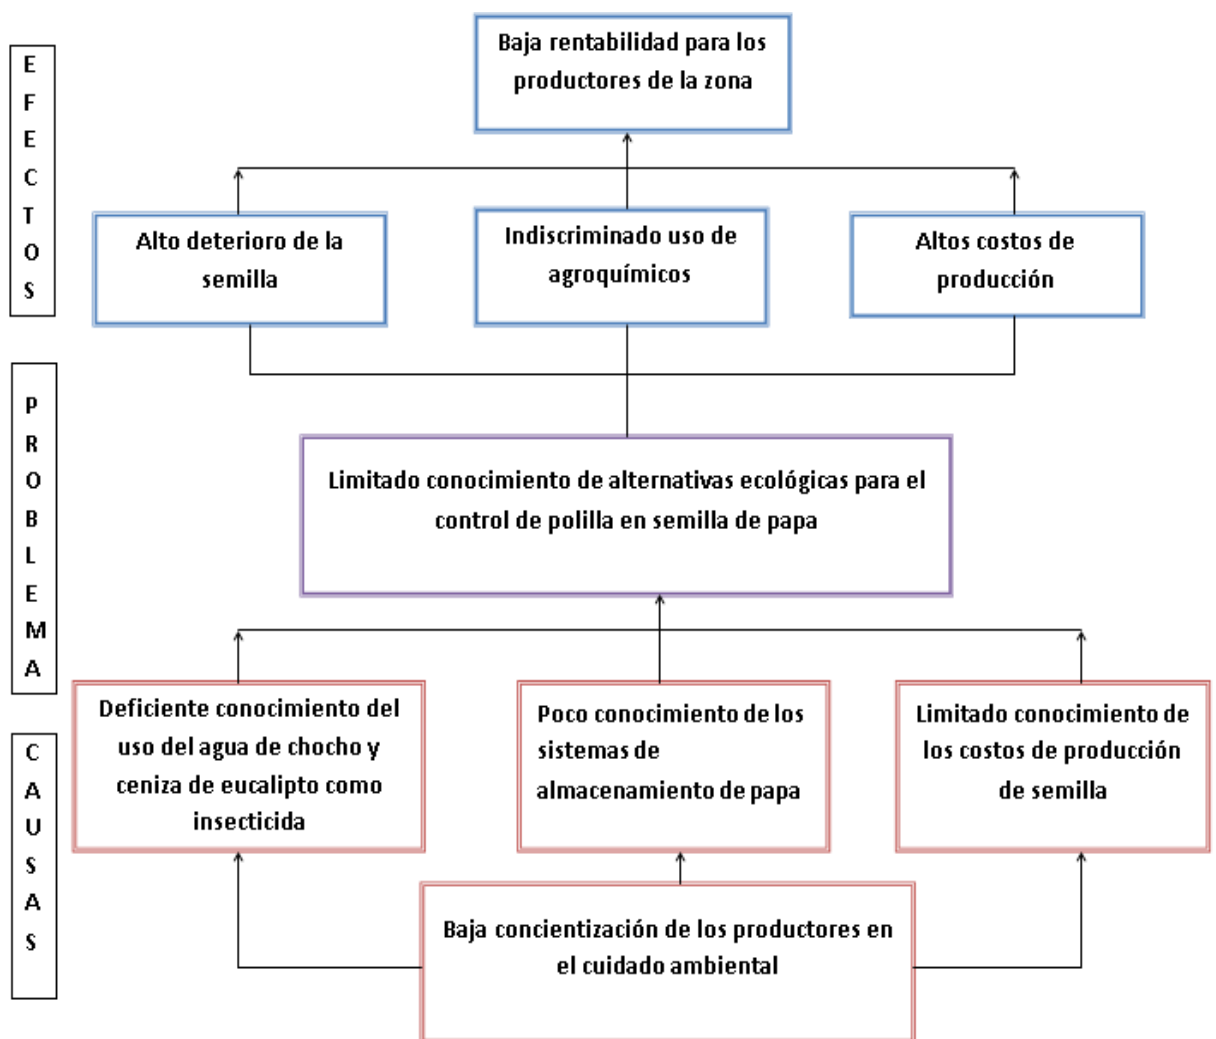 EFECTOS
Baja rentabilidad para los
productores de la zona
Alto deterioro de la
semilla
Indiscriminado uso de
agroquímicos
Altos costos de
producción
PROBLEMA
Limitado conocimiento de alternativas ecológicas para el
control de polilla en semilla de papa
CAUSAS
Deficiente conocimiento del
uso del agua de chocho y
ceniza de eucalipto como
insecticida
Poco conocimiento de los
sistemas de
almacenamiento de papa
Limitado conocimiento de
los costos de producción
de semilla
Baja concientización de los productores en
el cuidado ambiental